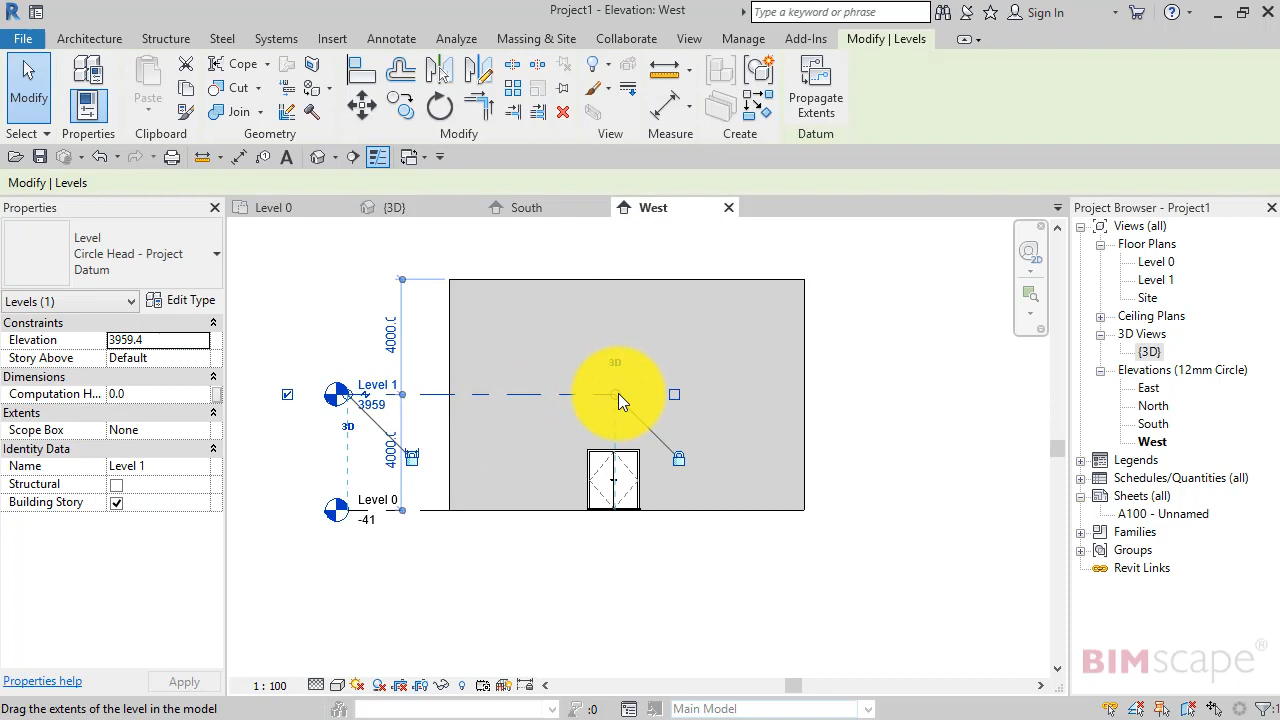 Project1 - Elevation: West
Type a keyword or phrase
Sign In
File
Architecture
Structure
Steel
Systems
Insert
Annotate
Analyze
Massing & Site
Collaborate
View
Manage
Add-Ins
Modify | Levels
Modify
Paste
Cope
Cut
Join
Propagate
Extents
Select
Properties
Clipboard
Geometry
Modify
View
Measure
Create
Datum
Modify | Levels
Properties
Level 0
{3D}
South
West
Project Browser - Project1
Level
Circle Head - Project
Datum
Levels (1)
Edit Type
Constraints
Elevation
3959.4
Story Above
Default
Dimensions
Computation H...
0.0
Extents
Scope Box
None
Identity Data
Name
Level 1
Structural
Building Story
Properties help
Apply
2D
4000.0
3D
Level 1
3959
3D
4000
Level 0
-41
Views (all)
Floor Plans
Level 0
Level 1
Site
Ceiling Plans
3D Views
{3D}
Elevations (12mm Circle)
East
North
South
West
Legends
Schedules/Quantities (all)
Sheets (all)
A100 - Unnamed
Families
Groups
Revit Links
BIMscape®
1 : 100
Drag the extents of the level in the model
:0
Main Model
:1